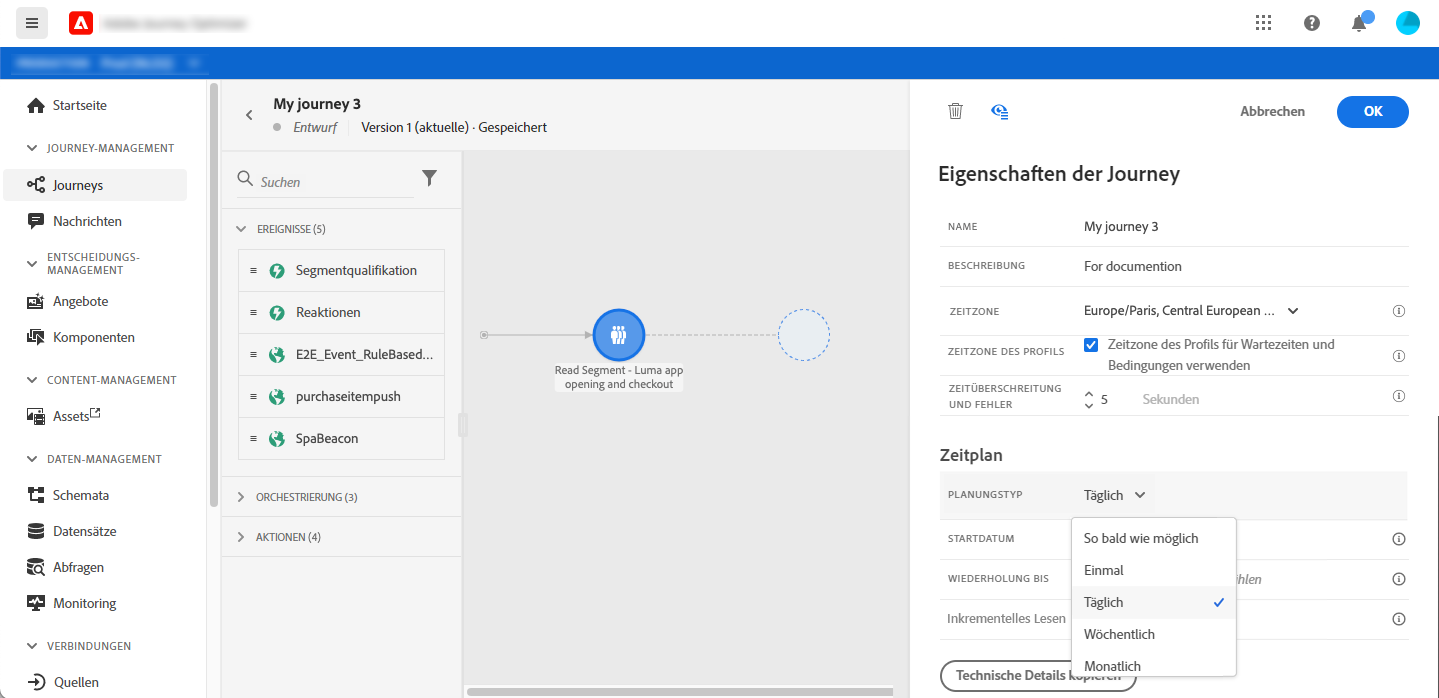 Startseite
JOURNEY-MANAGEMENT
Journeys
Nachrichten
ENTSCHEIDUNGS-
MANAGEMENT
Angebote
Komponenten
CONTENT-MANAGEMENT
Assets
DATEN-MANAGEMENT
Schemata
Datensätze
Abfragen
Monitoring
VERBINDUNGEN
Quellen
My journey 3
Entwurf
Version 1 (aktuelle) · Gespeichert
Suchen
EREIGNISSE (5)
Segmentqualifikation
Reaktionen
E2E_Event_RuleBased...
purchaseitempush
SpaBeacon
ORCHESTRIERUNG (3)
AKTIONEN (4)
Read Segment - Luma app
opening and checkout
Abbrechen
OK
Eigenschaften der Journey
NAME
My journey 3
BESCHREIBUNG
For documention
ZEITZONE
Europe/Paris, Central European ...
ZEITZONE DES PROFILS
Zeitzone des Profils für Wartezeiten und
Bedingungen verwenden
ZEITÜBERSCHREITUNG
UND FEHLER
5
Sekunden
Zeitplan
PLANUNGSTYP
Täglich
STARTDATUM
WIEDERHOLUNG BIS
Inkrementelles Lesen
So bald wie möglich
Einmal
Täglich
Wöchentlich
Monatlich
Technische Details kopieren